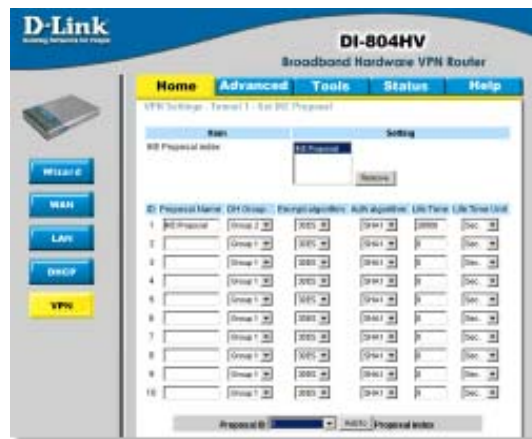 D-Link
Building Networks for People
DI-804HV
Broadband Hardware VPN Router
Home Advanced Tools Status Help
VPN Settings - Tunnel 1 - Set IKE Proposal
Item Setting
IKE Proposal index IKE Proposal
Remove
Wizard
WAN
LAN
DHCP
VPN
ID Proposal Name DH Group Encrypt algorithm Auth algorithm Life Time Life Time Unit
1 IKE Proposal Group 2 3DES SHA1 28800 Sec.
2 Group 1 3DES SHA1 0 Sec.
3 Group 1 3DES SHA1 0 Sec.
4 Group 1 3DES SHA1 0 Sec.
5 Group 1 3DES SHA1 0 Sec.
6 Group 1 3DES SHA1 0 Sec.
7 Group 1 3DES SHA1 0 Sec.
8 Group 1 3DES SHA1 0 Sec.
9 Group 1 3DES SHA1 0 Sec.
10 Group 1 3DES SHA1 0 Sec.
Proposal ID Add to Proposal index